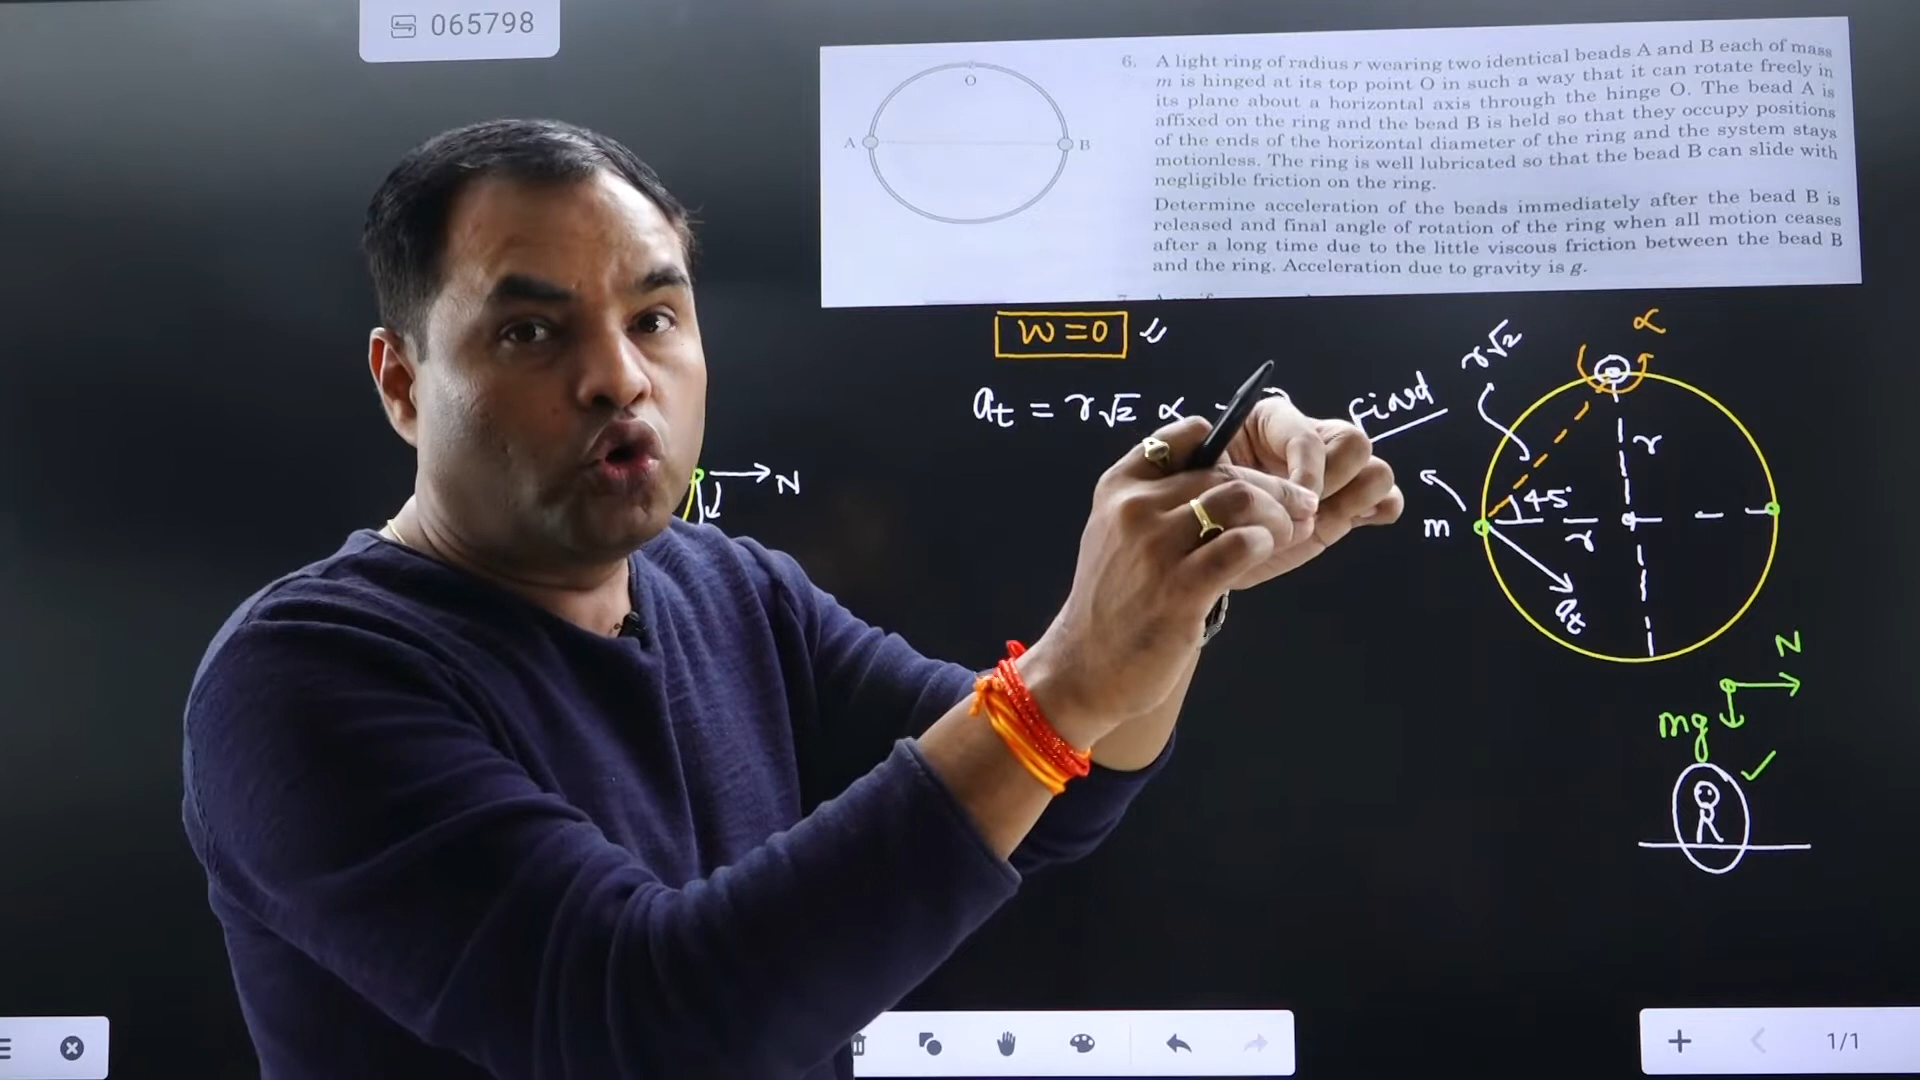 065798
O
A
B
6. A light ring of radius r wearing two identical beads A and B each of mass
m is hinged at its top point O in such a way that it can rotate freely in
its plane about a horizontal axis through the hinge O. The bead A is
affixed on the ring and the bead B is held so that they occupy positions
of the ends of the horizontal diameter of the ring and the system stays
motionless. The ring is well lubricated so that the bead B can slide with
negligible friction on the ring.
Determine acceleration of the beads immediately after the bead B is
released and final angle of rotation of the ring when all motion ceases
after a long time due to the little viscous friction between the bead B
and the ring. Acceleration due to gravity is g.
w=0
at = r√2 α
find
r√2
α
r
45°
m
r
at
N
N
mg
1/1